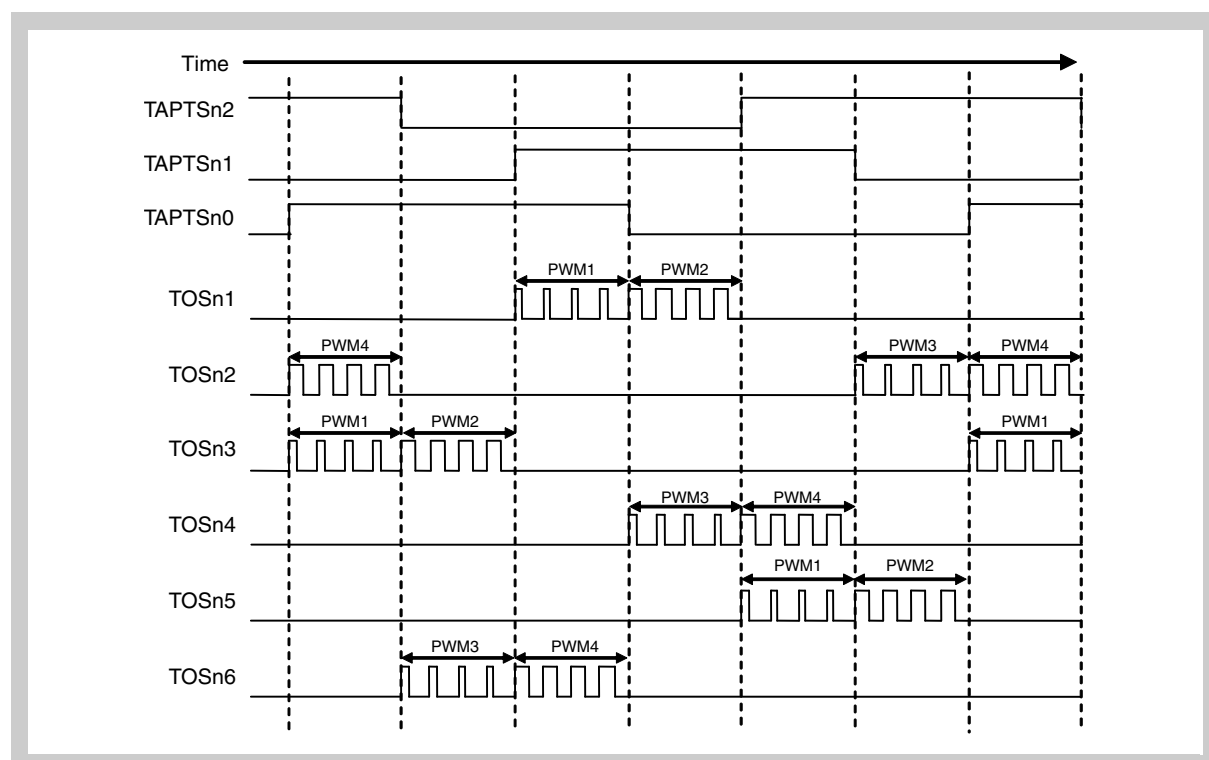 Time
TAPTSn2
TAPTSn1
TAPTSn0
PWM1 PWM2
TOSn1
PWM4 PWM3 PWM4
TOSn2
PWM1 PWM2 PWM1
TOSn3
PWM3 PWM4
TOSn4
PWM1 PWM2
TOSn5
PWM3 PWM4
TOSn6